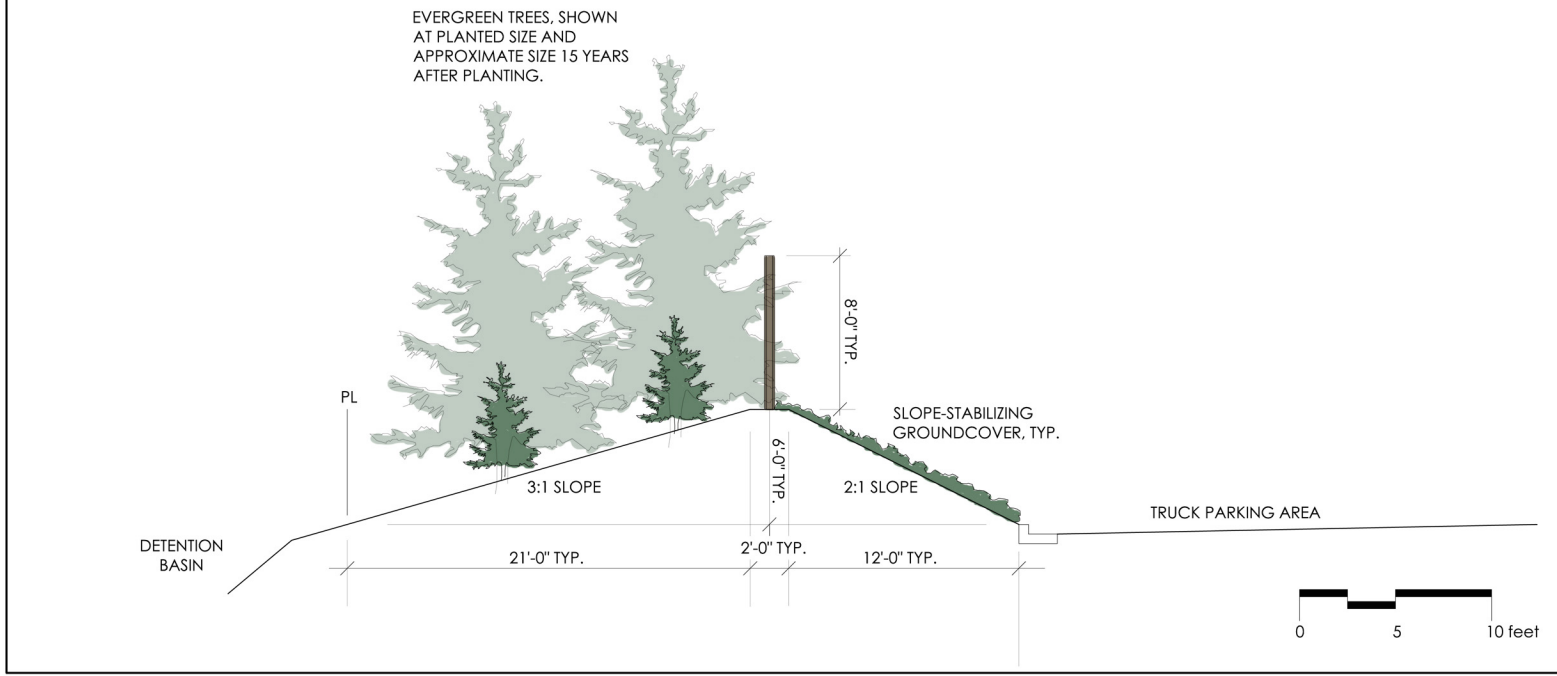 EVERGREEN TREES, SHOWN
AT PLANTED SIZE AND
APPROXIMATE SIZE 15 YEARS
AFTER PLANTING.
8'-0" TYP.
PL
SLOPE-STABILIZING
GROUNDCOVER, TYP.
6'-0" TYP.
3:1 SLOPE
2:1 SLOPE
TRUCK PARKING AREA
DETENTION
BASIN
21'-0" TYP.
2'-0" TYP.
12'-0" TYP.
0 5 10 feet